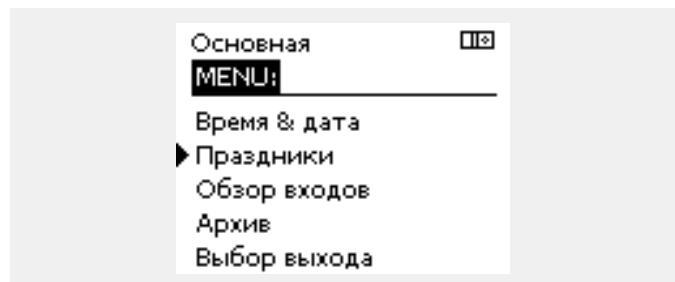 Основная
MENU:
Время & дата
Праздники
Обзор входов
Архив
Выбор выхода